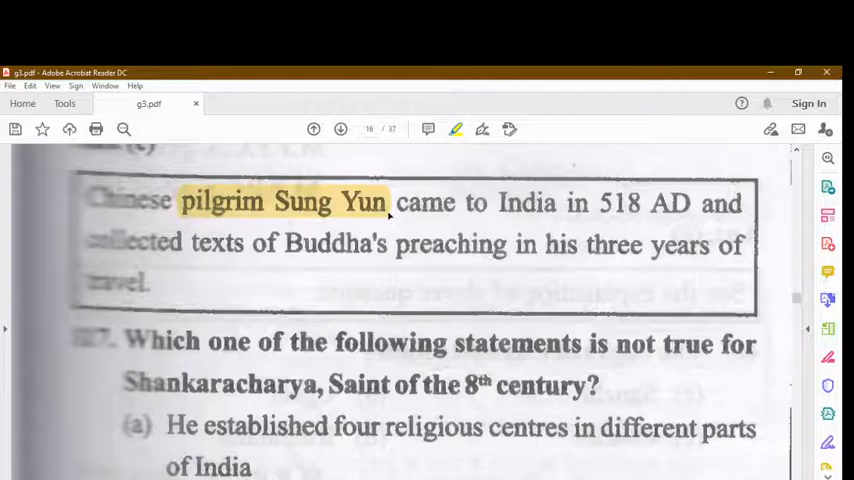 g3.pdf - Adobe Acrobat Reader DC
File Edit View Sign Window Help
Home Tools g3.pdf × Sign In
16 / 37
Chinese pilgrim Sung Yun came to India in 518 AD and
collected texts of Buddha's preaching in his three years of
travel.
Which one of the following statements is not true for
Shankaracharya, Saint of the 8th century?
(a) He established four religious centres in different parts
of India